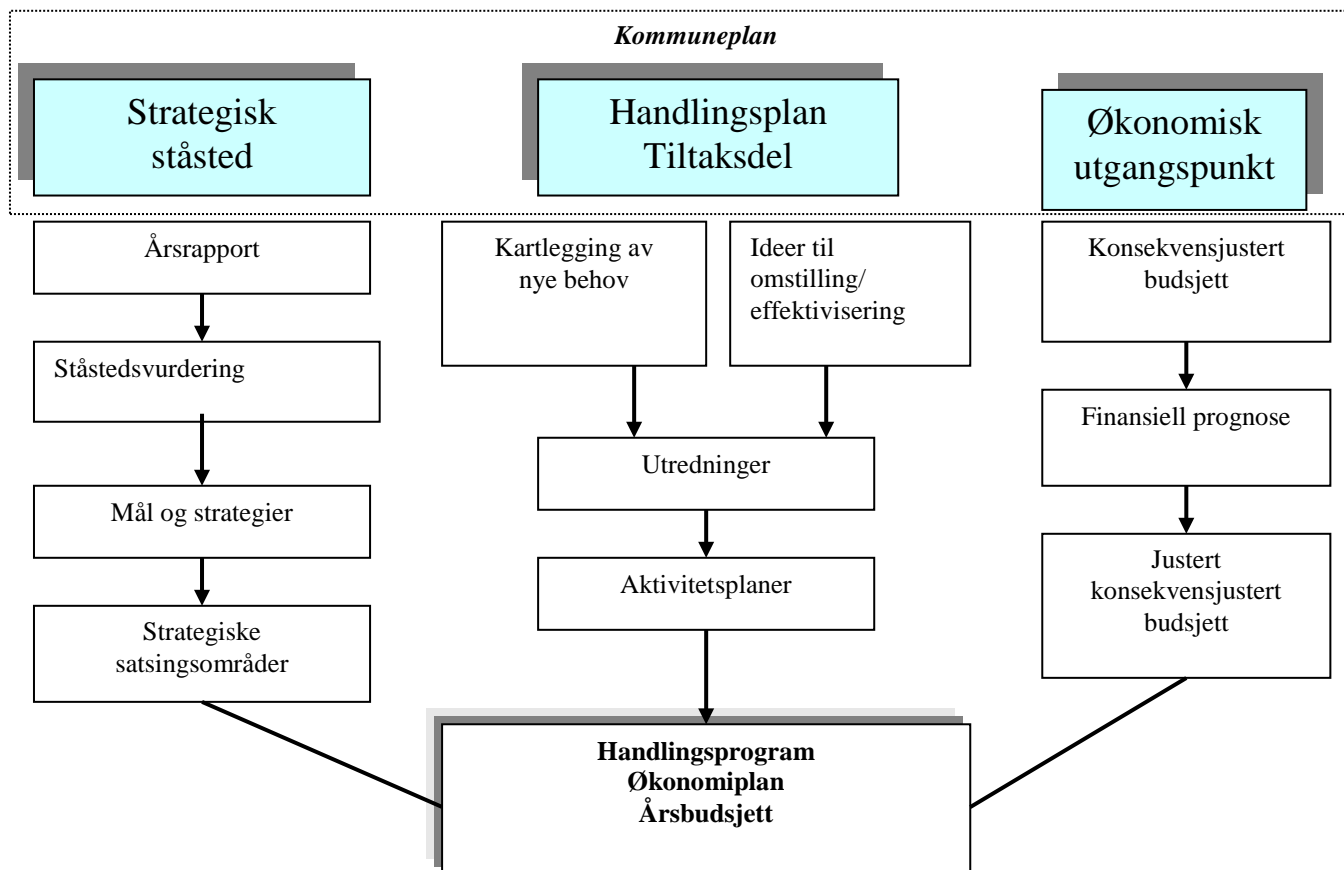 Kommuneplan
Strategisk
ståsted
Handlingsplan
Tiltaksdel
Økonomisk
utgangspunkt
Årsrapport
Kartlegging av
nye behov
Ideer til
omstilling/
effektivisering
Konsekvensjustert
budsjett
Ståstedsvurdering
Finansiell prognose
Utredninger
Mål og strategier
Justert
konsekvensjustert
budsjett
Aktivitetsplaner
Strategiske
satsingsområder
Handlingsprogram
Økonomiplan
Årsbudsjett